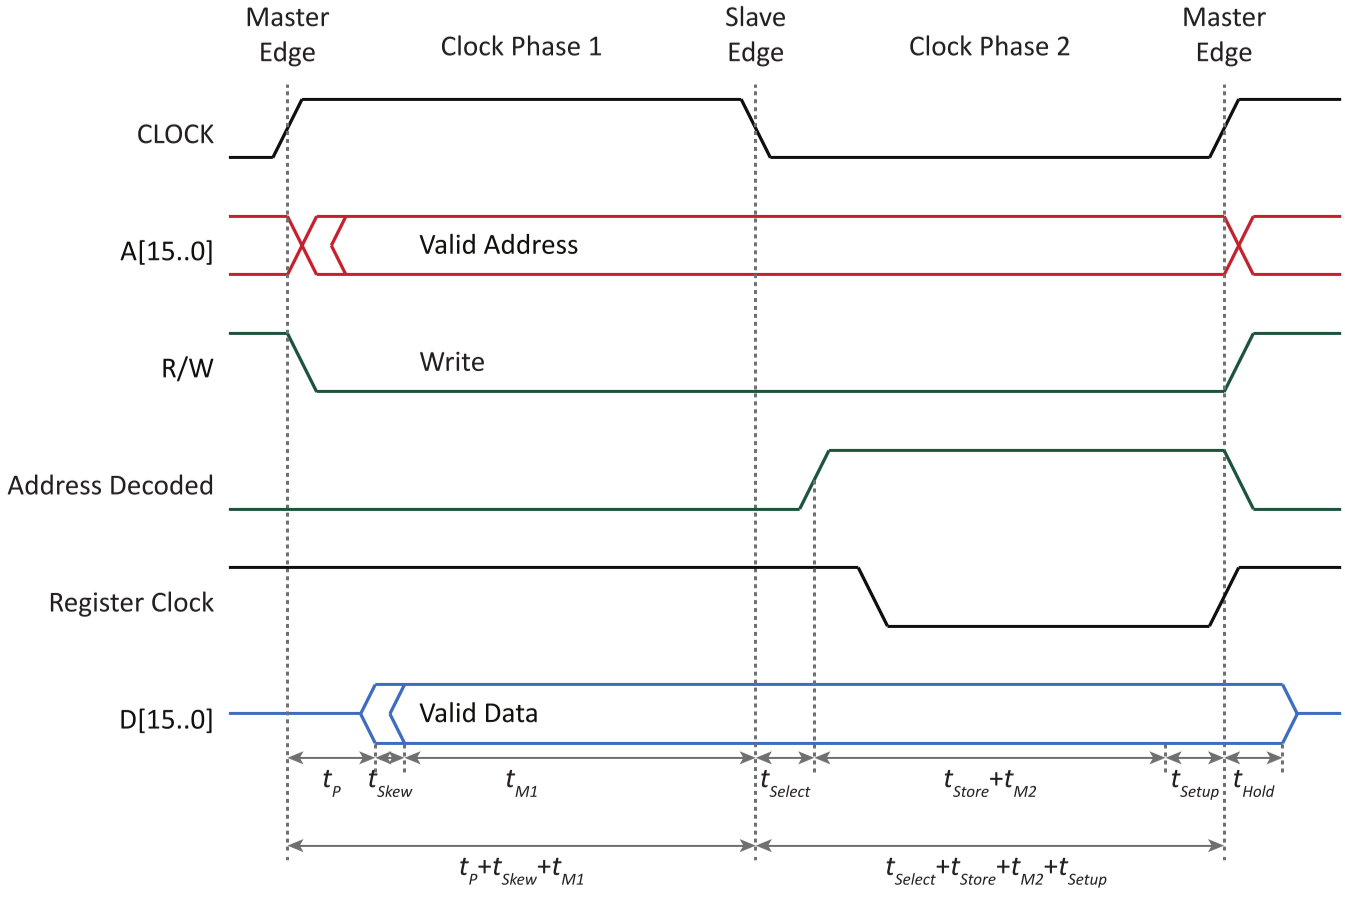 Master
Edge
Clock Phase 1
Slave
Edge
Clock Phase 2
Master
Edge
CLOCK
A[15..0]
Valid Address
R/W
Write
Address Decoded
Register Clock
D[15..0]
Valid Data
tP
tSkew
tM1
tSelect
tStore+tM2
tSetup
tHold
tP+tSkew+tM1
tSelect+tStore+tM2+tSetup